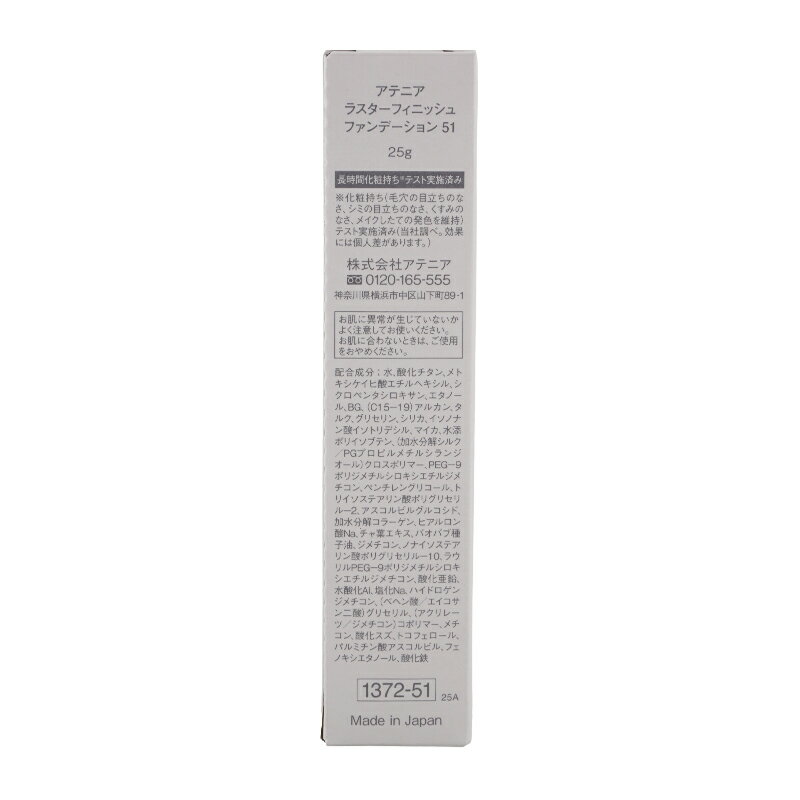 アテニア
ラスターフィニッシュ
ファンデーション 51
25g
長時間化粧持ち※テスト実施済み
※化粧持ち(毛穴の目立ちのな
さ、シミの目立ちのなさ、くすみの
なさ、メイクしたての発色を維持)
テスト実施済み(当社調べ。効果
には個人差があります。)
株式会社アテニア
0120-165-555
神奈川県横浜市中区山下町89-1
お肌に異常が生じていないか
よく注意してお使いください。
お肌に合わないときは、ご使用
をおやめください。
配合成分:水、酸化チタン、メト
キシケイヒ酸エチルヘキシル、シ
クロペンタシロキサン、エタノー
ル、BG、(C15-19)アルカン、タ
ルク、グリセリン、シリカ、イソノナ
ン酸イソトリデシル、マイカ、水添
ポリイソブテン、(加水分解シルク
/PGプロピルメチルシランジ
オール)クロスポリマー、PEG-9
ポリジメチルシロキシエチルジメ
チコン、ペンチレングリコール、ト
リイソステアリン酸ポリグリセリ
ル-2、アスコルビルグルコシド、
加水分解コラーゲン、ヒアルロン
酸Na、チャ葉エキス、バオバブ種
子油、ジメチコン、ノナイソステア
リン酸ポリグリセリル-10、ラウ
リルPEG-9ポリジメチルシロキ
シエチルジメチコン、酸化亜鉛、
水酸化Al、塩化Na、ハイドロゲン
ジメチコン、(ベヘン酸/エイコサ
ン二酸)グリセリル、(アクリレー
ツ/ジメチコン)コポリマー、メチ
コン、酸化スズ、トコフェロール、
パルミチン酸アスコルビル、フェ
ノキシエタノール、酸化鉄
1372-51 25A
Made in Japan